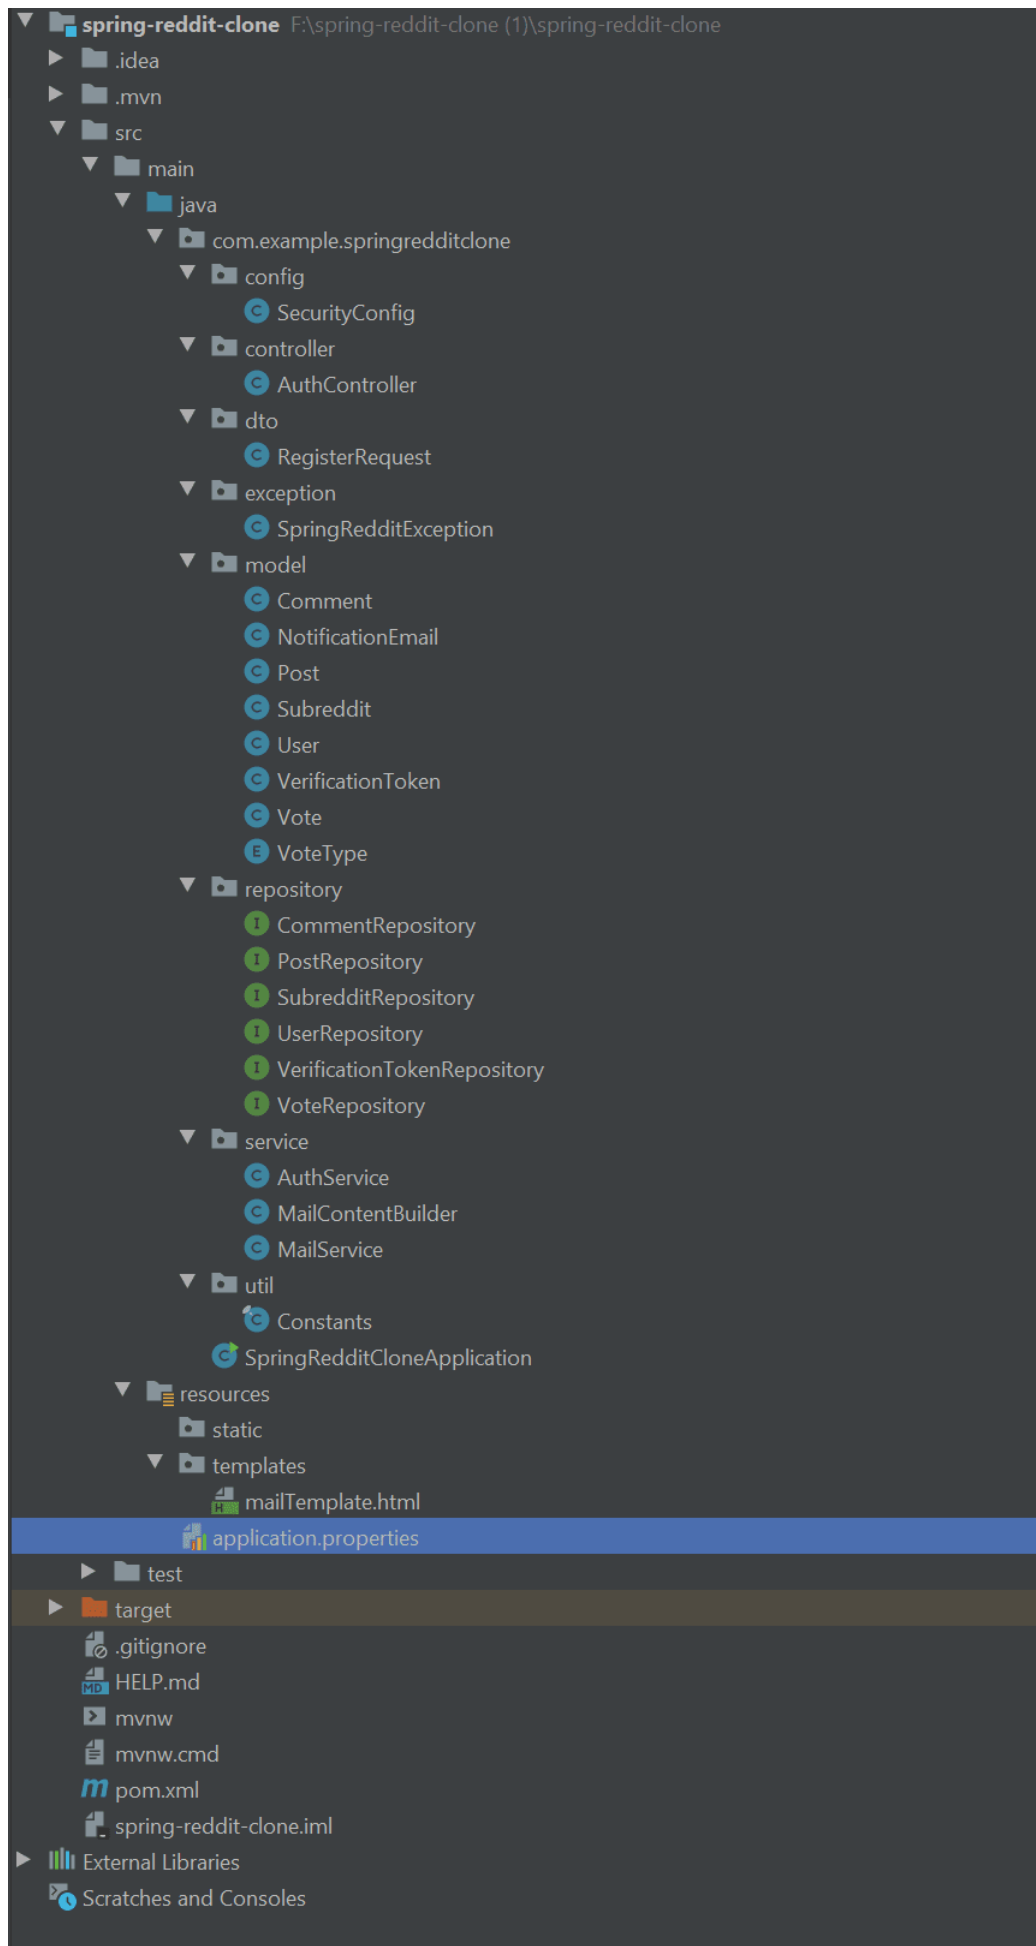 spring-reddit-clone F:\spring-reddit-clone (1)\spring-reddit-clone
.idea
.mvn
src
main
java
com.example.springredditclone
config
SecurityConfig
controller
AuthController
dto
RegisterRequest
exception
SpringRedditException
model
Comment
NotificationEmail
Post
Subreddit
User
VerificationToken
Vote
VoteType
repository
CommentRepository
PostRepository
SubredditRepository
UserRepository
VerificationTokenRepository
VoteRepository
service
AuthService
MailContentBuilder
MailService
util
Constants
SpringRedditCloneApplication
resources
static
templates
mailTemplate.html
application.properties
test
target
.gitignore
HELP.md
mvnw
mvnw.cmd
pom.xml
spring-reddit-clone.iml
External Libraries
Scratches and Consoles